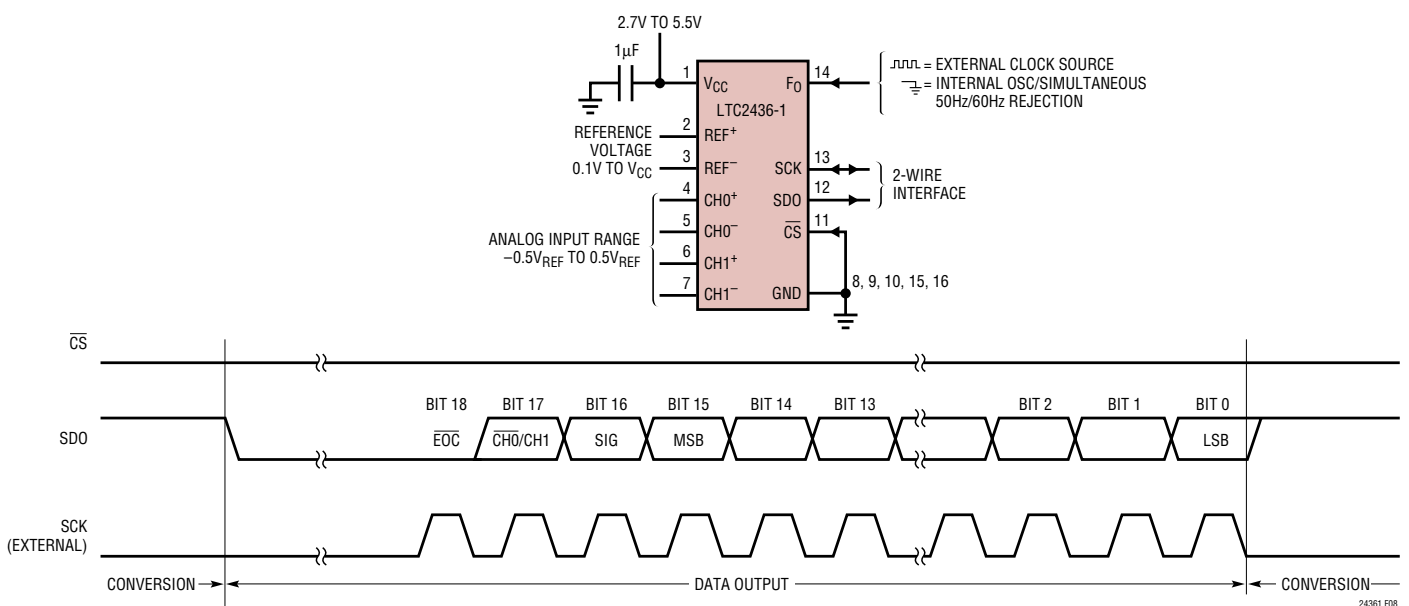 2.7V TO 5.5V
1µF
1
VCC
LTC2436-1
FO
14
= EXTERNAL CLOCK SOURCE
= INTERNAL OSC/SIMULTANEOUS
50Hz/60Hz REJECTION
REFERENCE
VOLTAGE
0.1V TO VCC
2
REF+
3
REF–
SCK
13
SDO
12
2-WIRE
INTERFACE
ANALOG INPUT RANGE
–0.5VREF TO 0.5VREF
4
CH0+
5
CH0–
CS
11
6
CH1+
7
CH1–
GND
8, 9, 10, 15, 16
CS
SDO
BIT 18 BIT 17 BIT 16 BIT 15 BIT 14 BIT 13 BIT 2 BIT 1 BIT 0
EOC CH0/CH1 SIG MSB LSB
SCK
(EXTERNAL)
CONVERSION DATA OUTPUT CONVERSION
24361 F08